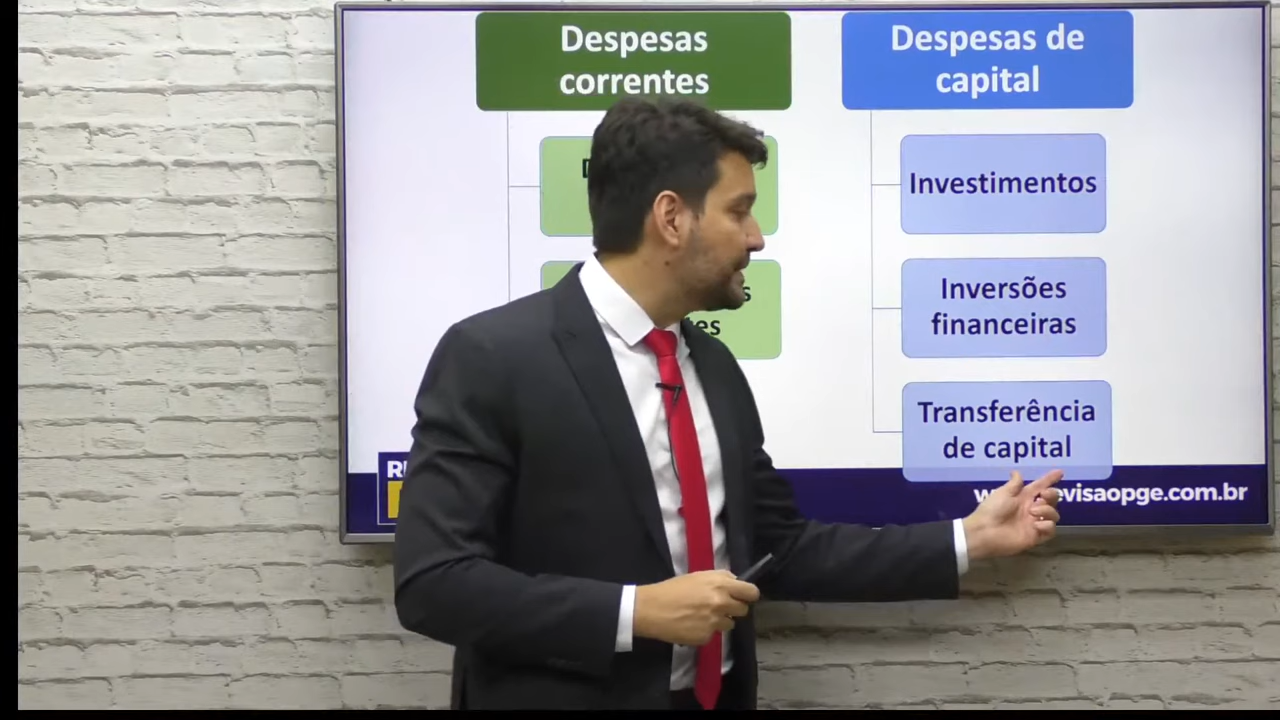 Despesas
correntes
Despesas de
capital
Investimentos
Inversões
financeiras
Transferência
de capital